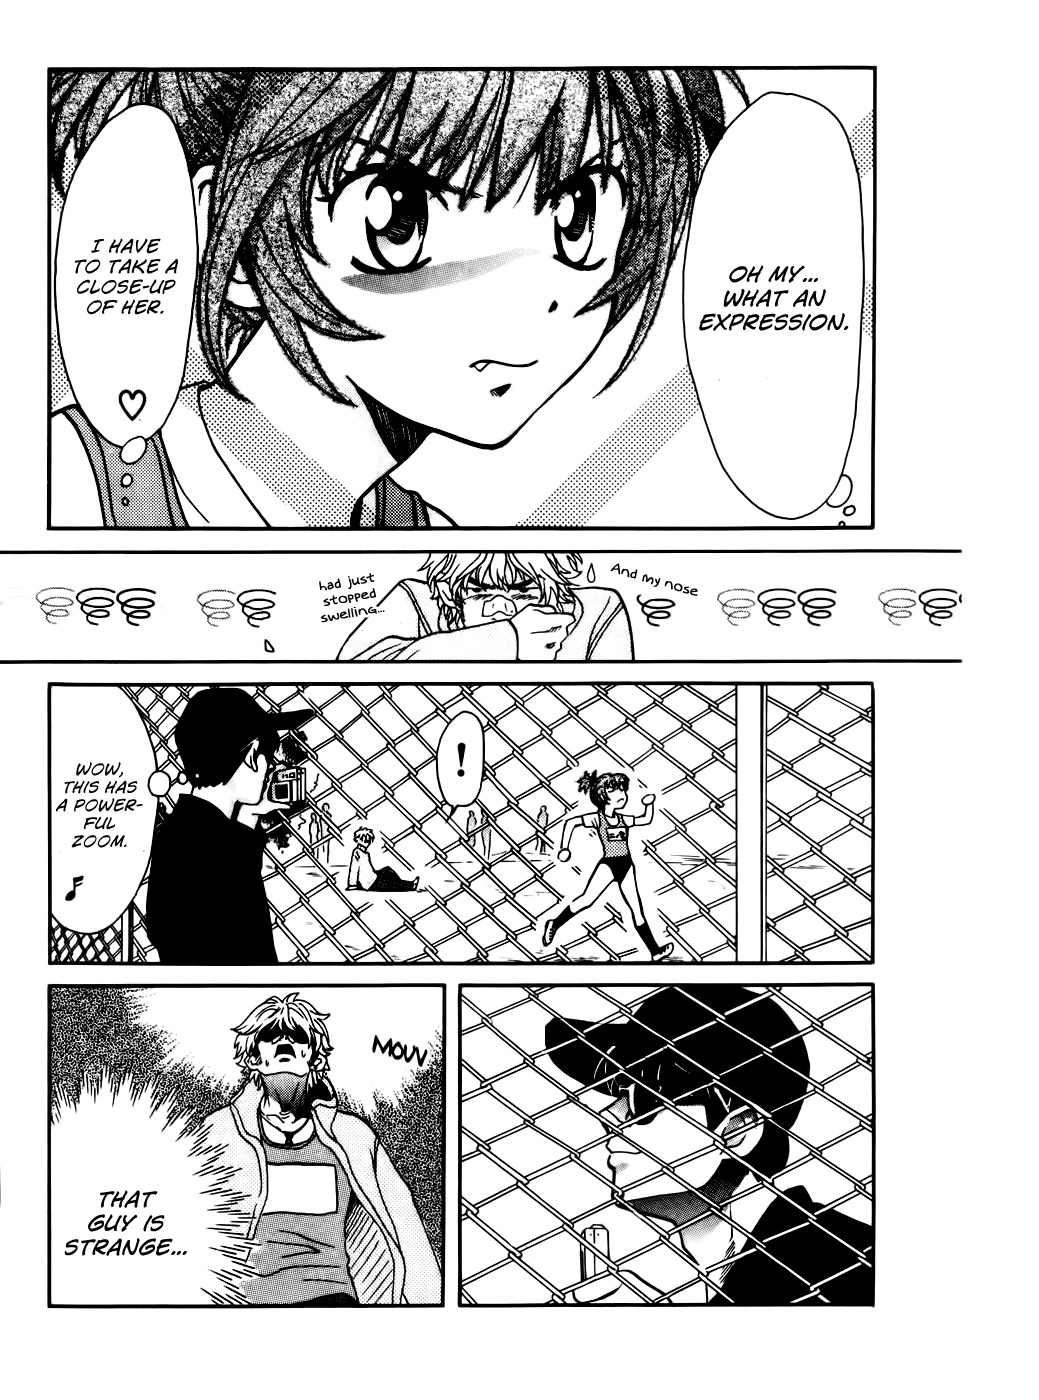 OH MY...
WHAT AN
EXPRESSION.
I HAVE
TO TAKE A
CLOSE-UP
OF HER.
♡
And my nose
had just
stopped
swelling...
!
WOW,
THIS HAS
A POWER-
FUL
ZOOM.
♪
THAT
GUY IS
STRANGE...